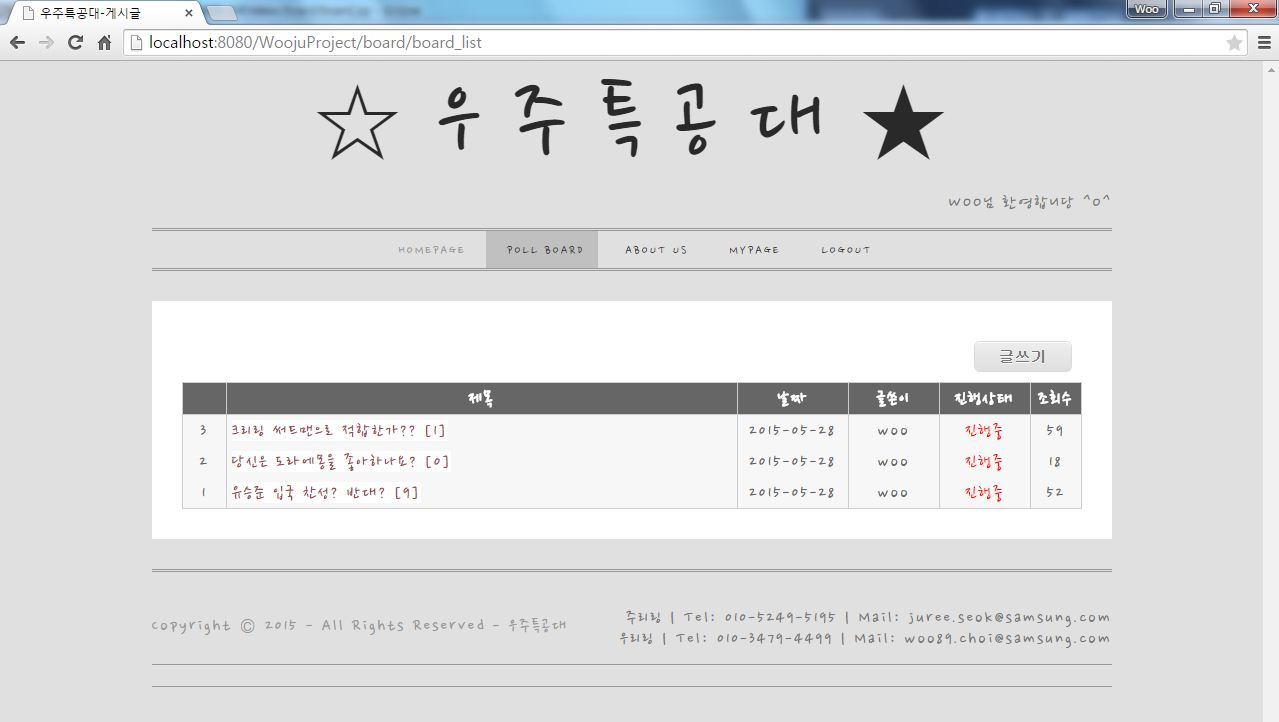 우주특공대-게시글
Woo
localhost:8080/WoojuProject/board/board_list
☆ 우 주 특 공 대 ★
woo님 환영합니당 ^0^
HOMEPAGE POLL BOARD ABOUT US MYPAGE LOGOUT
글쓰기
제목 날짜 글쓴이 진행상태 조회수
3 크리링 써트맨으로 적합한가?? [1] 2015-05-28 woo 진행중 59
2 당신은 도라에몽을 좋아하나요? [0] 2015-05-28 woo 진행중 18
1 유승준 입국 찬성? 반대? [9] 2015-05-28 woo 진행중 52
주리링 | Tel: 010-5249-5195 | Mail: juree.seok@samsung.com
copyright © 2015 - All Rights Reserved - 우주특공대
우리링 | Tel: 010-3479-4499 | Mail: woo89.choi@samsung.com